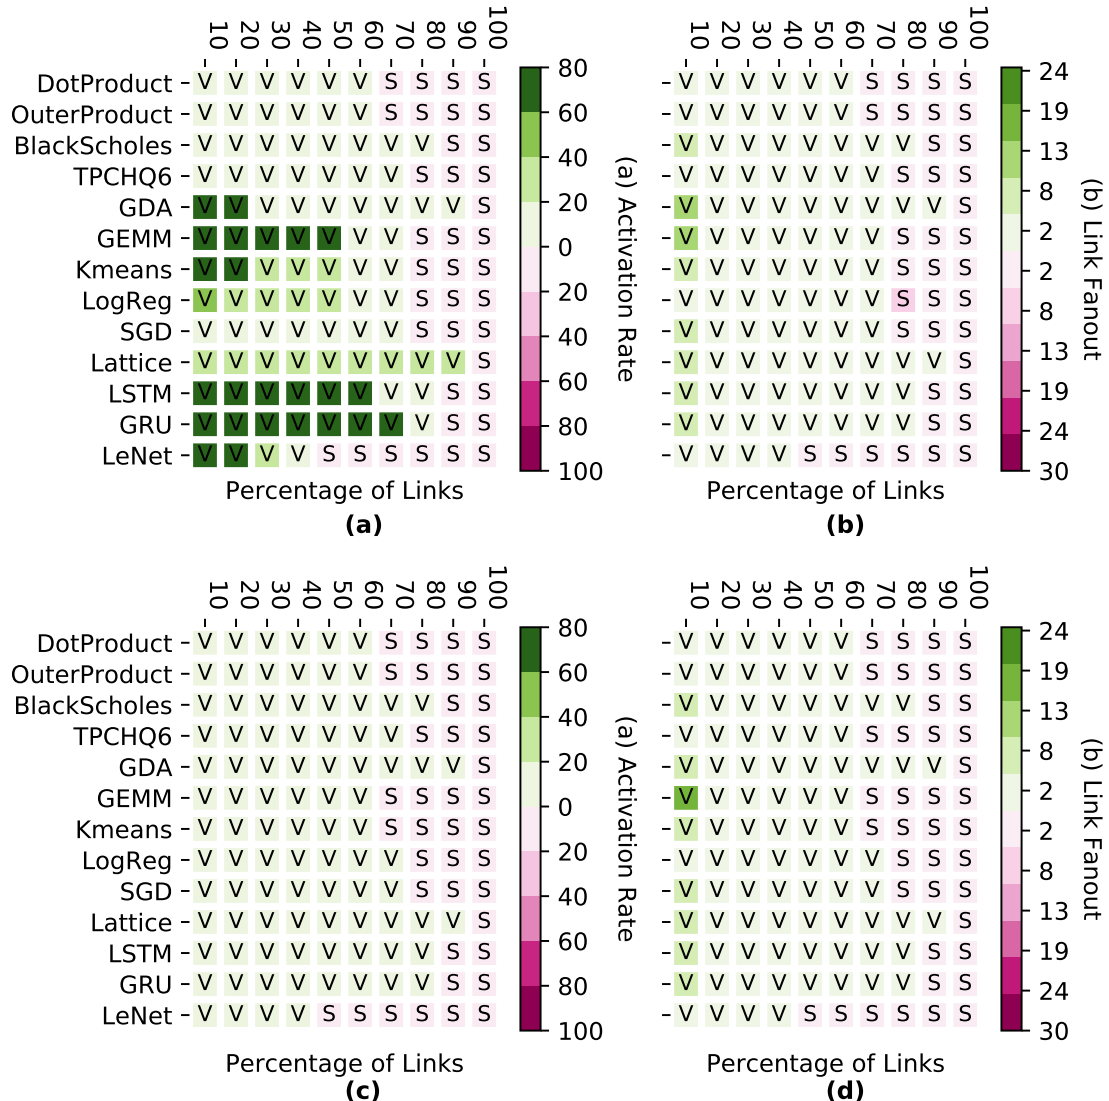 10 20 30 40 50 60 70 80 90 100
DotProduct V V V V V V S S S S
OuterProduct V V V V V V S S S S
BlackScholes V V V V V V V V S S
TPCHQ6 V V V V V V V S S S
GDA V V V V V V V V V S
GEMM V V V V V V V S S S
Kmeans V V V V V V V S S S
LogReg V V V V V V V S S S
SGD V V V V V V V S S S
Lattice V V V V V V V V V S
LSTM V V V V V V V V S S
GRU V V V V V V V V S S
LeNet V V V V S S S S S S
Percentage of Links
(a)
80
60
40
20
0
20
40
60
80
100
(a) Activation Rate
10 20 30 40 50 60 70 80 90 100
V V V V V V S S S S
V V V V V V S S S S
V V V V V V V V S S
V V V V V V V S S S
V V V V V V V V V S
V V V V V V V S S S
V V V V V V V S S S
V V V V V V V S S S
V V V V V V V S S S
V V V V V V V V V S
V V V V V V V V S S
V V V V V V V V S S
V V V V S S S S S S
Percentage of Links
(b)
24
19
13
8
2
2
8
13
19
24
30
(b) Link Fanout
10 20 30 40 50 60 70 80 90 100
DotProduct V V V V V V S S S S
OuterProduct V V V V V V S S S S
BlackScholes V V V V V V V V S S
TPCHQ6 V V V V V V V S S S
GDA V V V V V V V V V S
GEMM V V V V V V S S S S
Kmeans V V V V V V S S S S
LogReg V V V V V V V S S S
SGD V V V V V V V S S S
Lattice V V V V V V V V V S
LSTM V V V V V V V V S S
GRU V V V V V V V V S S
LeNet V V V V S S S S S S
Percentage of Links
(c)
80
60
40
20
0
20
40
60
80
100
(a) Activation Rate
10 20 30 40 50 60 70 80 90 100
V V V V V V S S S S
V V V V V V S S S S
V V V V V V V V S S
V V V V V V S S S S
V V V V V V V V V S
V V V V V V S S S S
V V V V V V S S S S
V V V V V V V S S S
V V V V V V V S S S
V V V V V V V V V S
V V V V V V V V S S
V V V V V V V V S S
V V V V S S S S S S
Percentage of Links
(d)
24
19
13
8
2
2
8
13
19
24
30
(b) Link Fanout